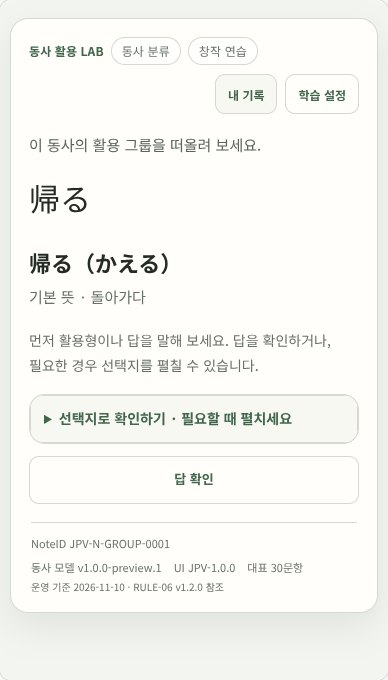 동사 활용 LAB 동사 분류 창작 연습
내 기록 학습 설정
이 동사의 활용 그룹을 떠올려 보세요.
帰る
帰る（かえる）
기본 뜻 · 돌아가다
먼저 활용형이나 답을 말해 보세요. 답을 확인하거나,
필요한 경우 선택지를 펼칠 수 있습니다.
▶ 선택지로 확인하기 · 필요할 때 펼치세요
답 확인
NoteID JPV-N-GROUP-0001
동사 모델 v1.0.0-preview.1 UI JPV-1.0.0 대표 30문항
운영 기준 2026-11-10 · RULE-06 v1.2.0 참조